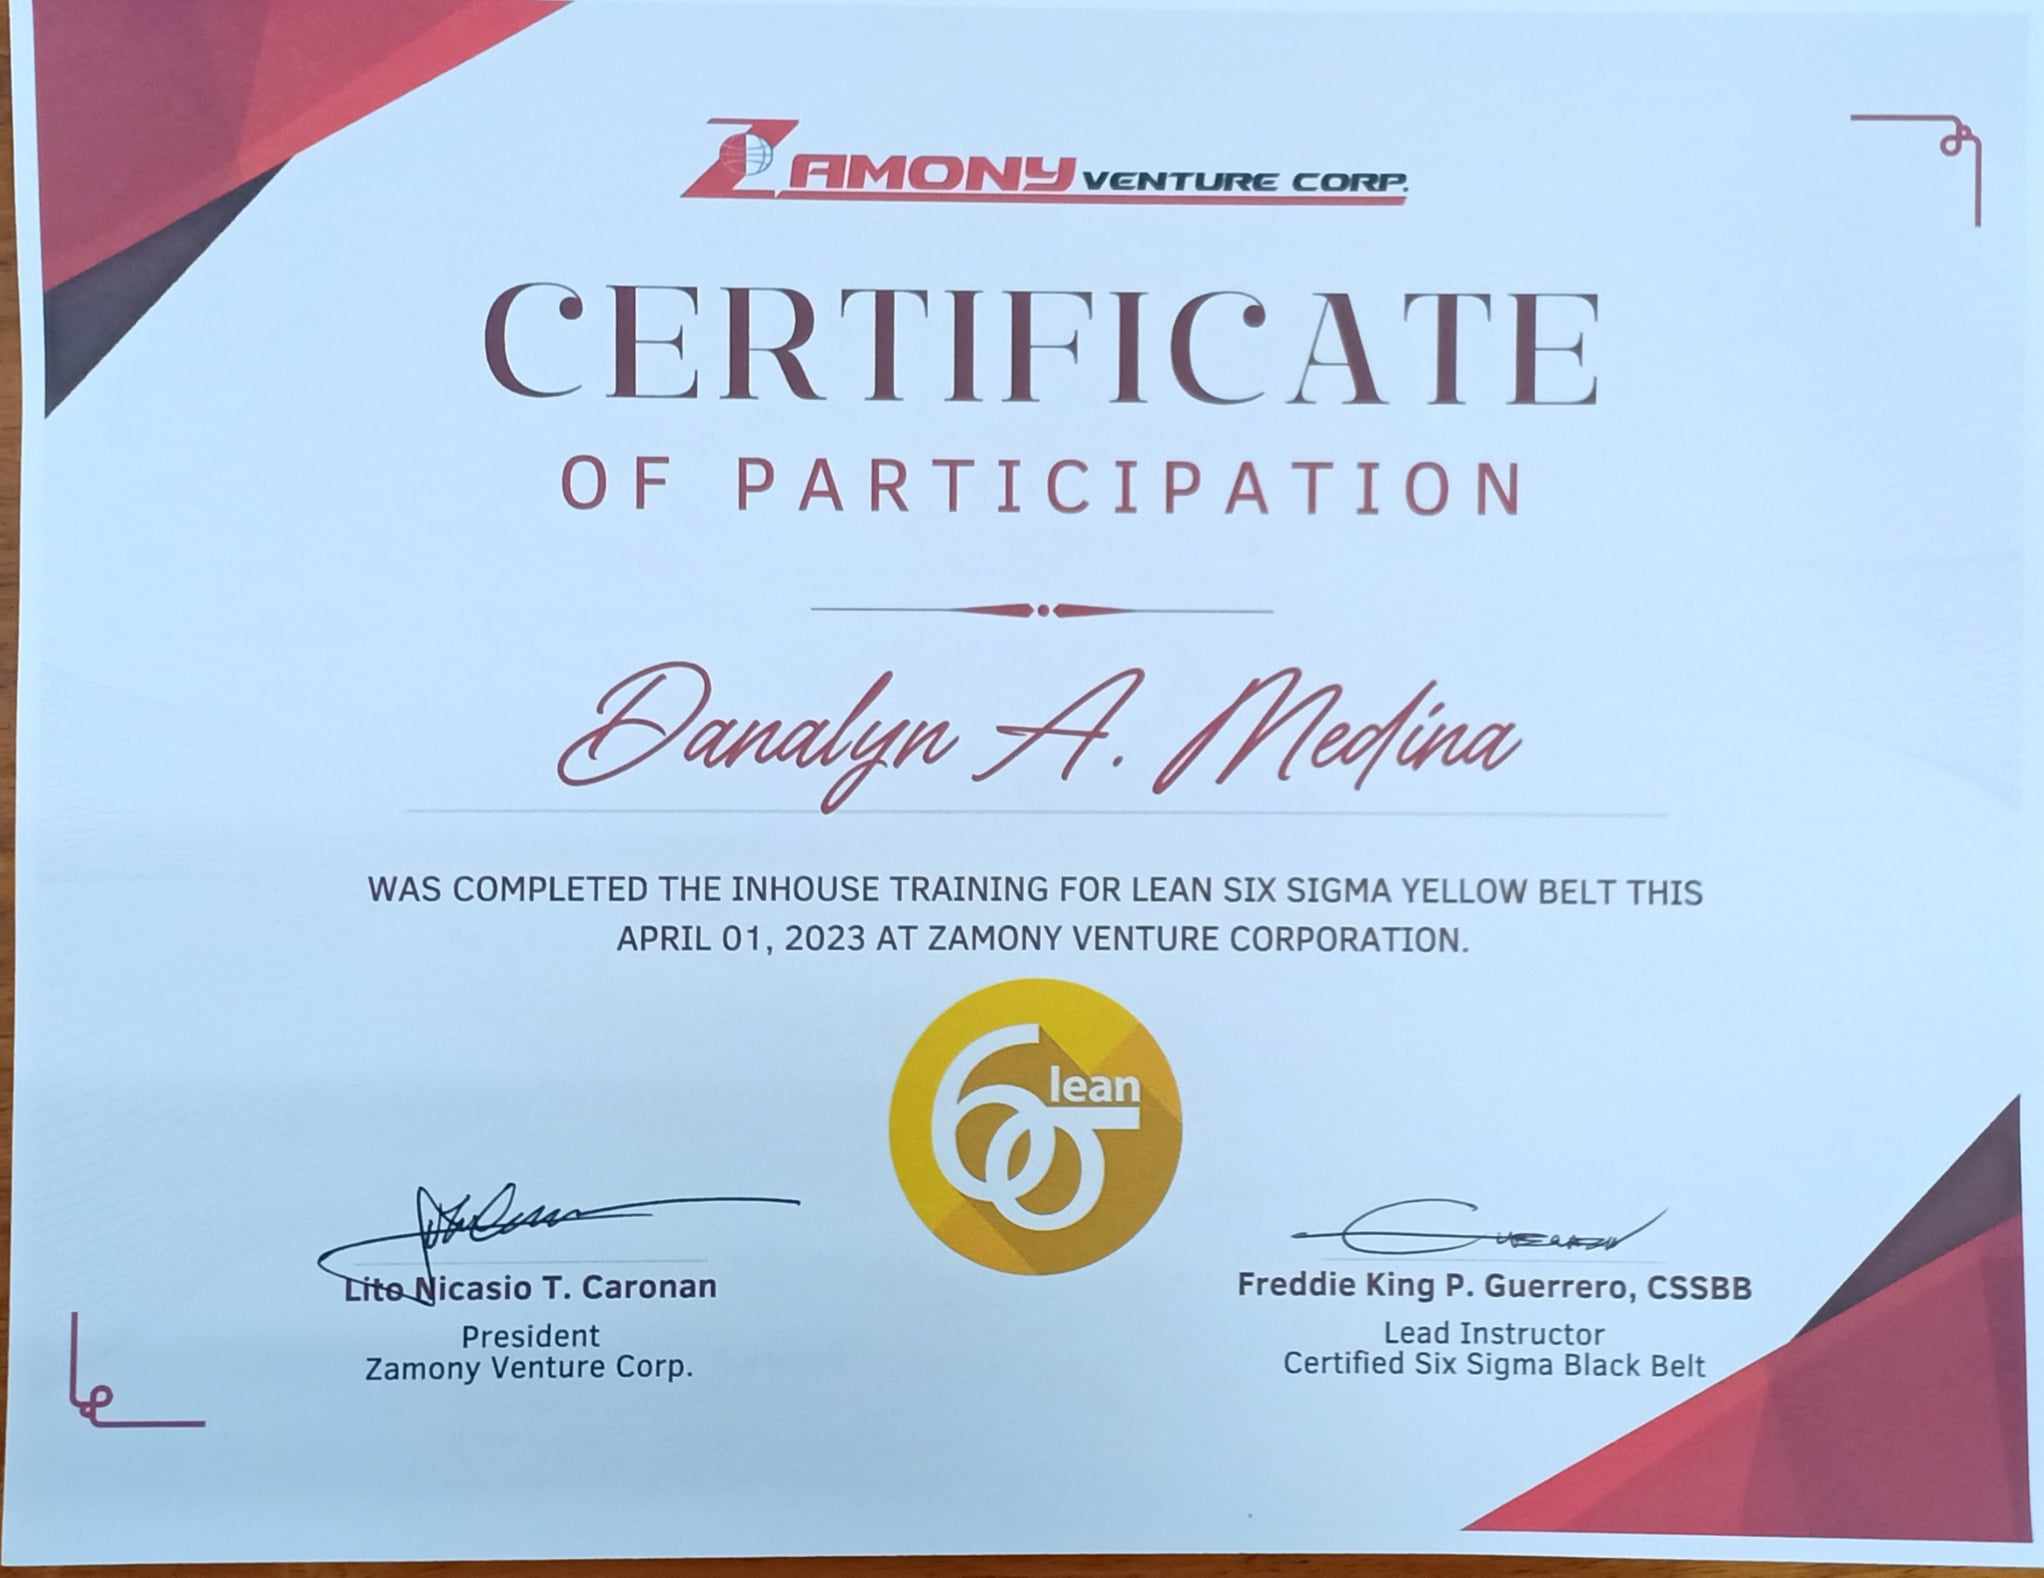 ZAMONY VENTURE CORP.
CERTIFICATE
OF PARTICIPATION
Danalyn A. Medina
WAS COMPLETED THE INHOUSE TRAINING FOR LEAN SIX SIGMA YELLOW BELT THIS
APRIL 01, 2023 AT ZAMONY VENTURE CORPORATION.
6σ lean
Lito Nicasio T. Caronan
President
Zamony Venture Corp.
Freddie King P. Guerrero, CSSBB
Lead Instructor
Certified Six Sigma Black Belt